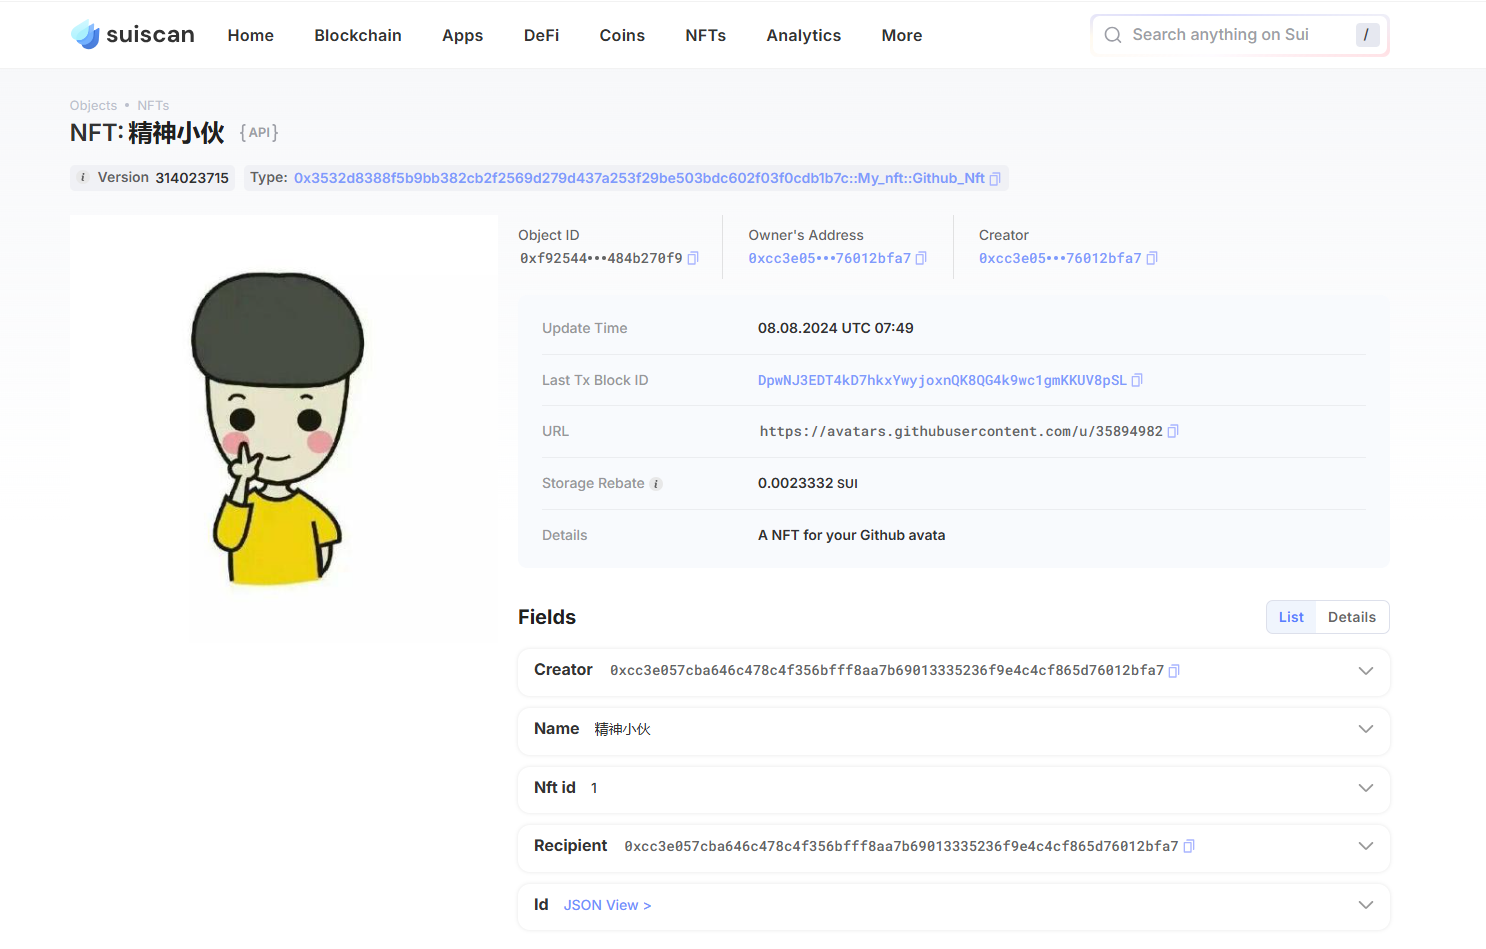 suiscan Home Blockchain Apps DeFi Coins NFTs Analytics More Search anything on Sui /
Objects • NFTs
NFT: 精神小伙 {API}
i Version 314023715 Type: 0x3532d8388f5b9bb382cb2f2569d279d437a253f29be503bdc602f03f0cdb1b7c::My_nft::Github_Nft
Object ID Owner's Address Creator
0xf92544•••484b270f9 0xcc3e05•••76012bfa7 0xcc3e05•••76012bfa7
Update Time 08.08.2024 UTC 07:49
Last Tx Block ID DpwNJ3EDT4kD7hkxYwyjoxnQK8QG4k9wc1gmKKUV8pSL
URL https://avatars.githubusercontent.com/u/35894982
Storage Rebate i 0.0023332 SUI
Details A NFT for your Github avata
Fields List Details
Creator 0xcc3e057cba646c478c4f356bfff8aa7b69013335236f9e4c4cf865d76012bfa7
Name 精神小伙
Nft id 1
Recipient 0xcc3e057cba646c478c4f356bfff8aa7b69013335236f9e4c4cf865d76012bfa7
Id JSON View >